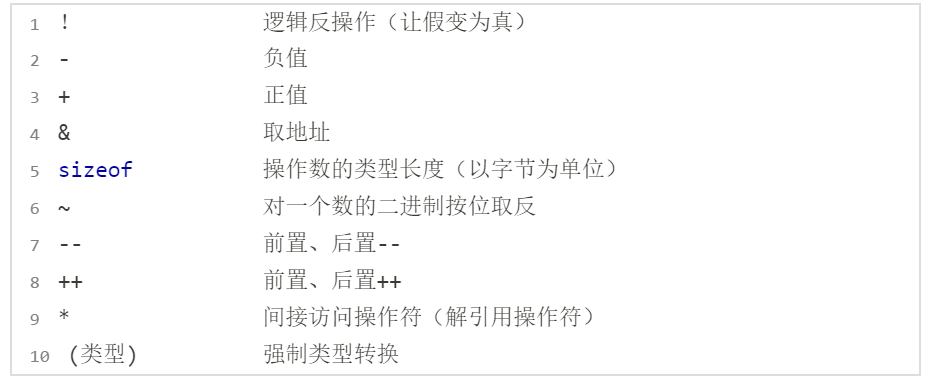 1 ! 逻辑反操作（让假变为真）
2 - 负值
3 + 正值
4 & 取地址
5 sizeof 操作数的类型长度（以字节为单位）
6 ~ 对一个数的二进制按位取反
7 -- 前置、后置--
8 ++ 前置、后置++
9 * 间接访问操作符（解引用操作符）
10 (类型) 强制类型转换